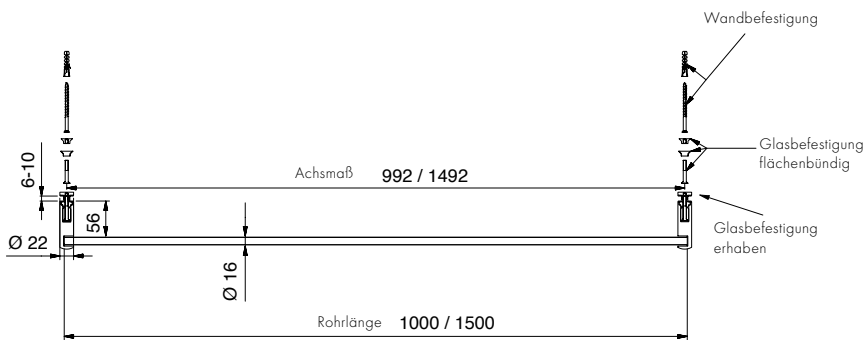 Wandbefestigung
Glasbefestigung
flächenbündig
Achsmaß 992 / 1492
6-10
56
Glasbefestigung
erhaben
Ø 22
Ø 16
Rohrlänge 1000 / 1500